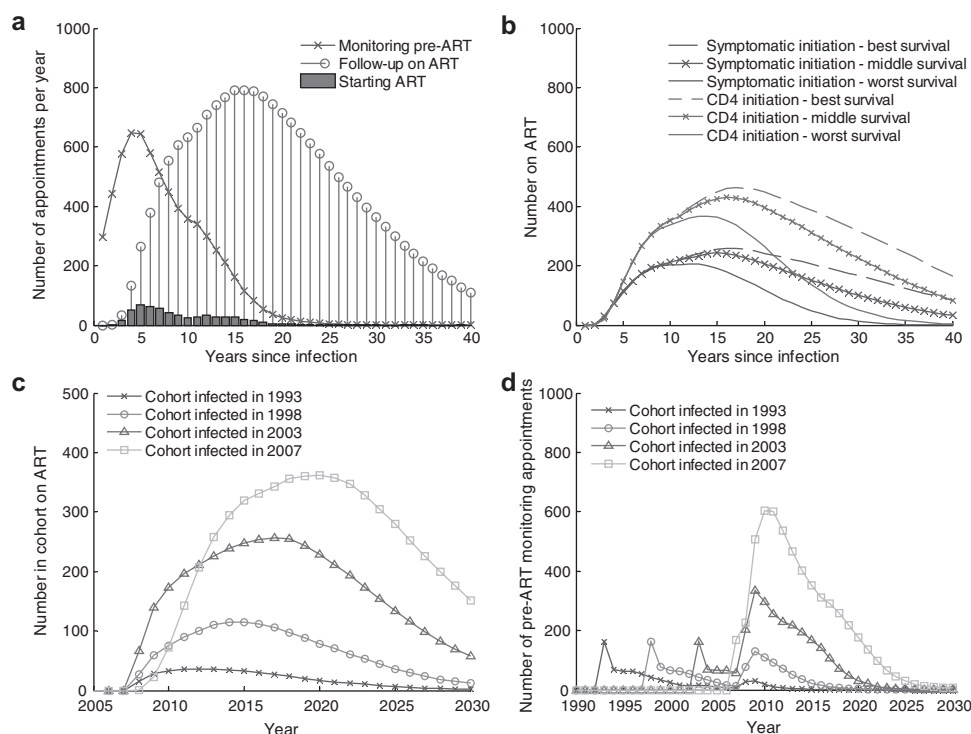 a
Number of appointments per year
1000
800
600
400
200
0
0 5 10 15 20 25 30 35 40
Years since infection
Monitoring pre-ART
Follow-up on ART
Starting ART
b
Number on ART
1000
800
600
400
200
0
0 5 10 15 20 25 30 35 40
Years since infection
Symptomatic initiation - best survival
Symptomatic initiation - middle survival
Symptomatic initiation - worst survival
CD4 initiation - best survival
CD4 initiation - middle survival
CD4 initiation - worst survival
c
Number in cohort on ART
500
400
300
200
100
0
2005 2010 2015 2020 2025 2030
Year
Cohort infected in 1993
Cohort infected in 1998
Cohort infected in 2003
Cohort infected in 2007
d
Number of pre-ART monitoring appointments
1000
800
600
400
200
0
1990 1995 2000 2005 2010 2015 2020 2025 2030
Year
Cohort infected in 1993
Cohort infected in 1998
Cohort infected in 2003
Cohort infected in 2007